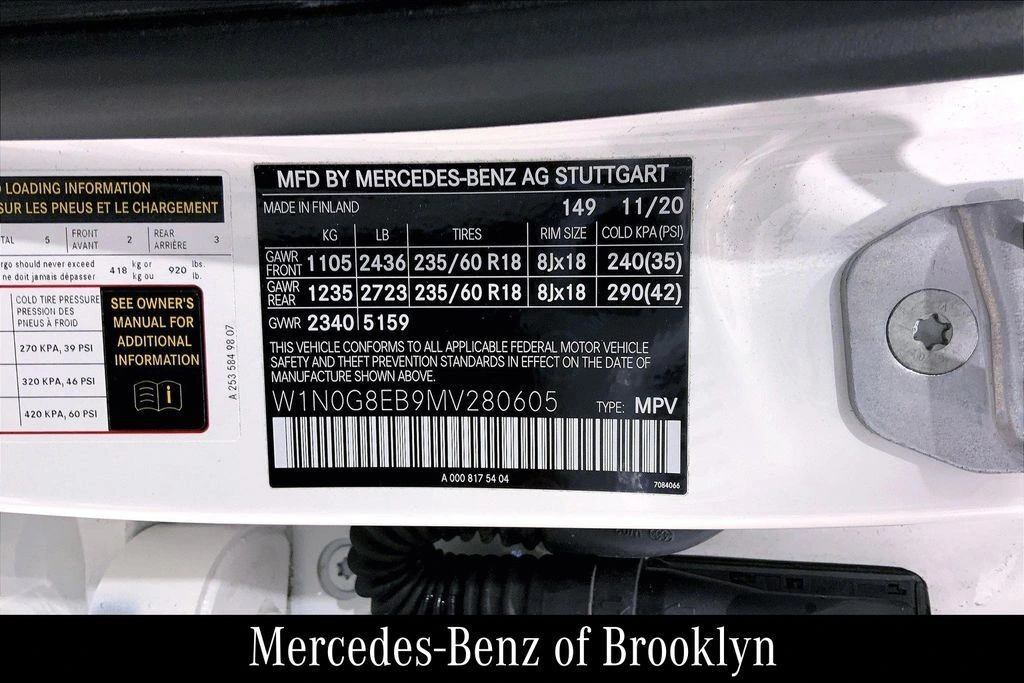 LOADING INFORMATION
SUR LES PNEUS ET LE CHARGEMENT
5
FRONT
AVANT
2
REAR
ARRIÈRE
3
should never exceed
ne doit jamais dépasser
418
kg or
kg ou
920
lbs.
lb.
COLD TIRE PRESSURE
PRESSION DES
PNEUS À FROID
270 KPA, 39 PSI
320 KPA, 46 PSI
420 KPA, 60 PSI
SEE OWNER'S
MANUAL FOR
ADDITIONAL
INFORMATION
i
A 253 584 98 07
MFD BY MERCEDES-BENZ AG STUTTGART
MADE IN FINLAND 149 11/20
KG LB TIRES RIM SIZE COLD KPA(PSI)
GAWR FRONT 1105 2436 235/60 R18 8Jx18 240(35)
GAWR REAR 1235 2723 235/60 R18 8Jx18 290(42)
GVWR 2340 5159
THIS VEHICLE CONFORMS TO ALL APPLICABLE FEDERAL MOTOR VEHICLE
SAFETY AND THEFT PREVENTION STANDARDS IN EFFECT ON THE DATE OF
MANUFACTURE SHOWN ABOVE.
W1N0G8EB9MV280605 TYPE: MPV
A 000 817 54 04
7084066
Mercedes-Benz of Brooklyn